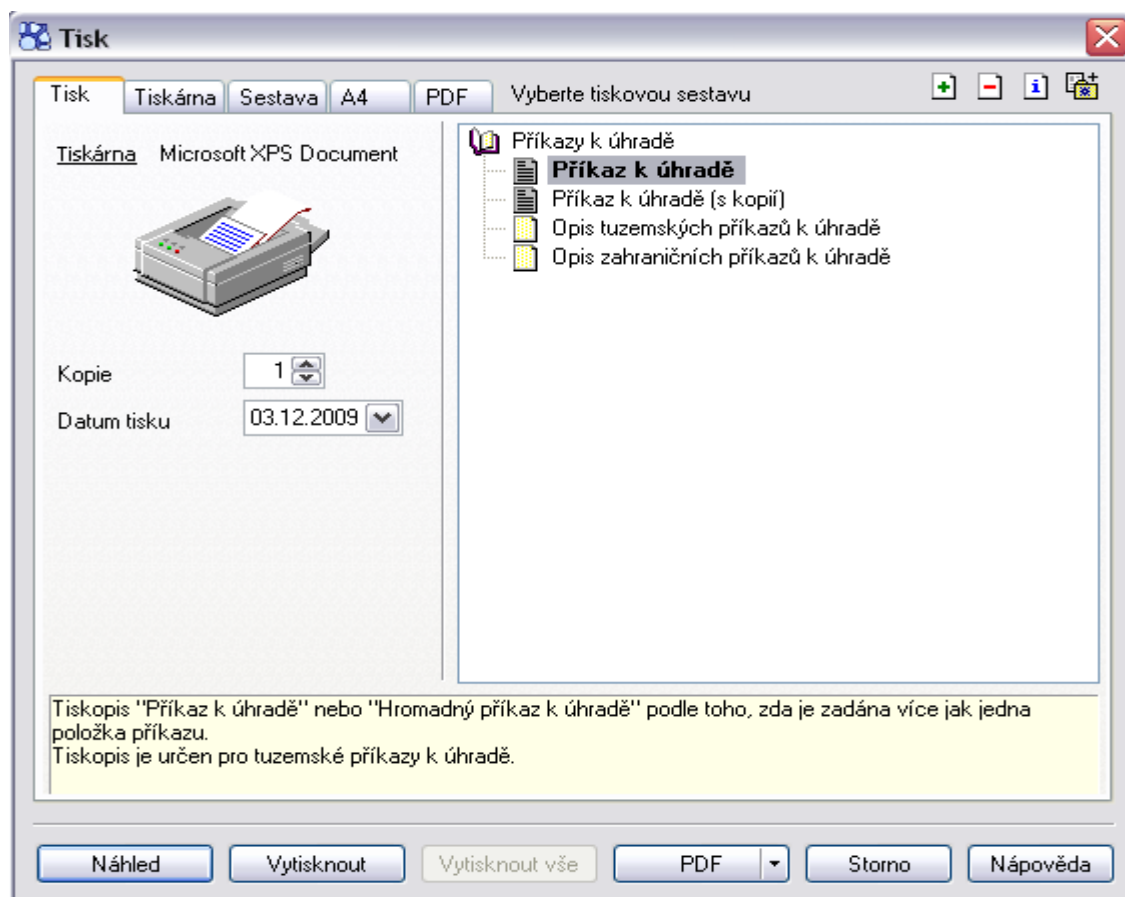 Tisk
Tisk Tiskárna Sestava A4 PDF Vyberte tiskovou sestavu
Tiskárna Microsoft XPS Document
Kopie 1
Datum tisku 03.12.2009
Příkazy k úhradě
Příkaz k úhradě
Příkaz k úhradě (s kopií)
Opis tuzemských příkazů k úhradě
Opis zahraničních příkazů k úhradě
Tiskopis "Příkaz k úhradě" nebo "Hromadný příkaz k úhradě" podle toho, zda je zadána více jak jedna
položka příkazu.
Tiskopis je určen pro tuzemské příkazy k úhradě.
Náhled Vytisknout Vytisknout vše PDF Storno Nápověda